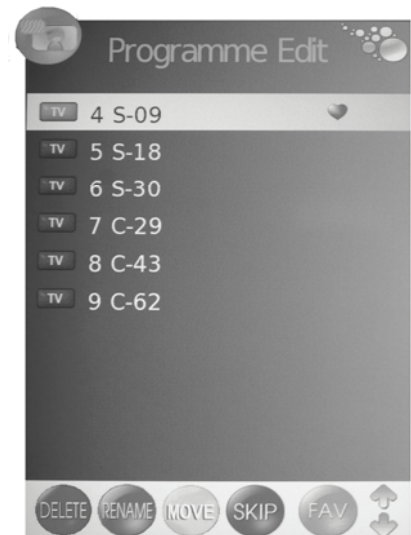 Programme Edit
TV 4 S-09
TV 5 S-18
TV 6 S-30
TV 7 C-29
TV 8 C-43
TV 9 C-62
DELETE RENAME MOVE SKIP FAV